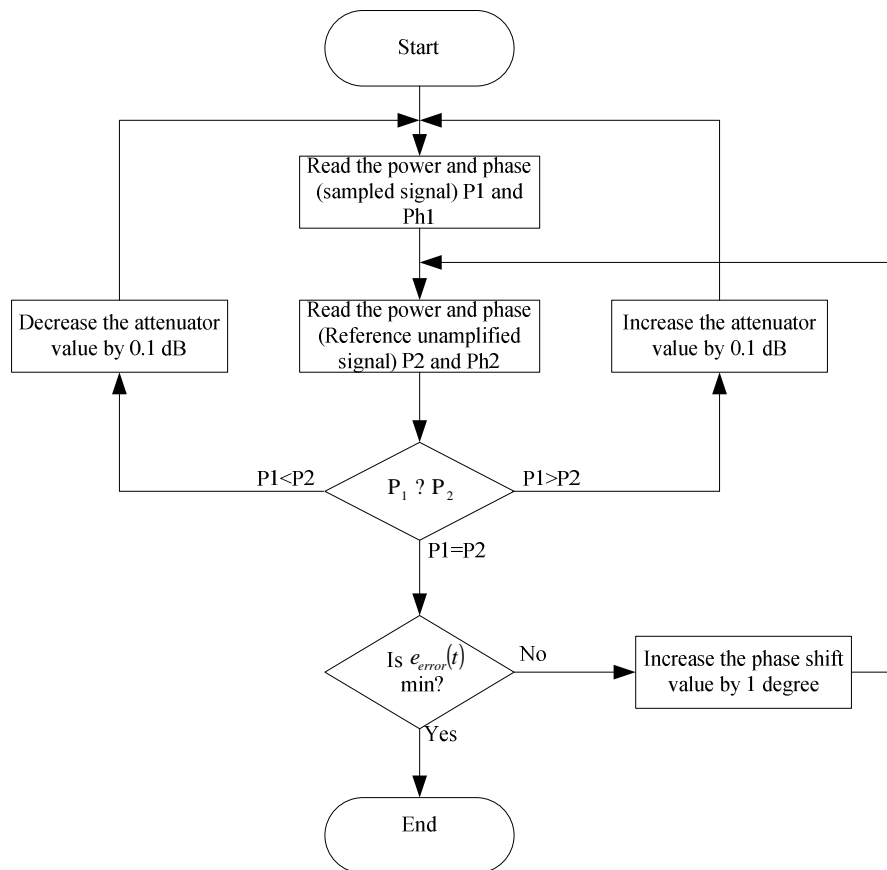 Start
Read the power and phase
(sampled signal) P1 and
Ph1
Decrease the attenuator
value by 0.1 dB
Read the power and phase
(Reference unamplified
signal) P2 and Ph2
Increase the attenuator
value by 0.1 dB
P1<P2
P₁ ? P₂
P1>P2
P1=P2
Is e_error(t)
min?
No
Increase the phase shift
value by 1 degree
Yes
End